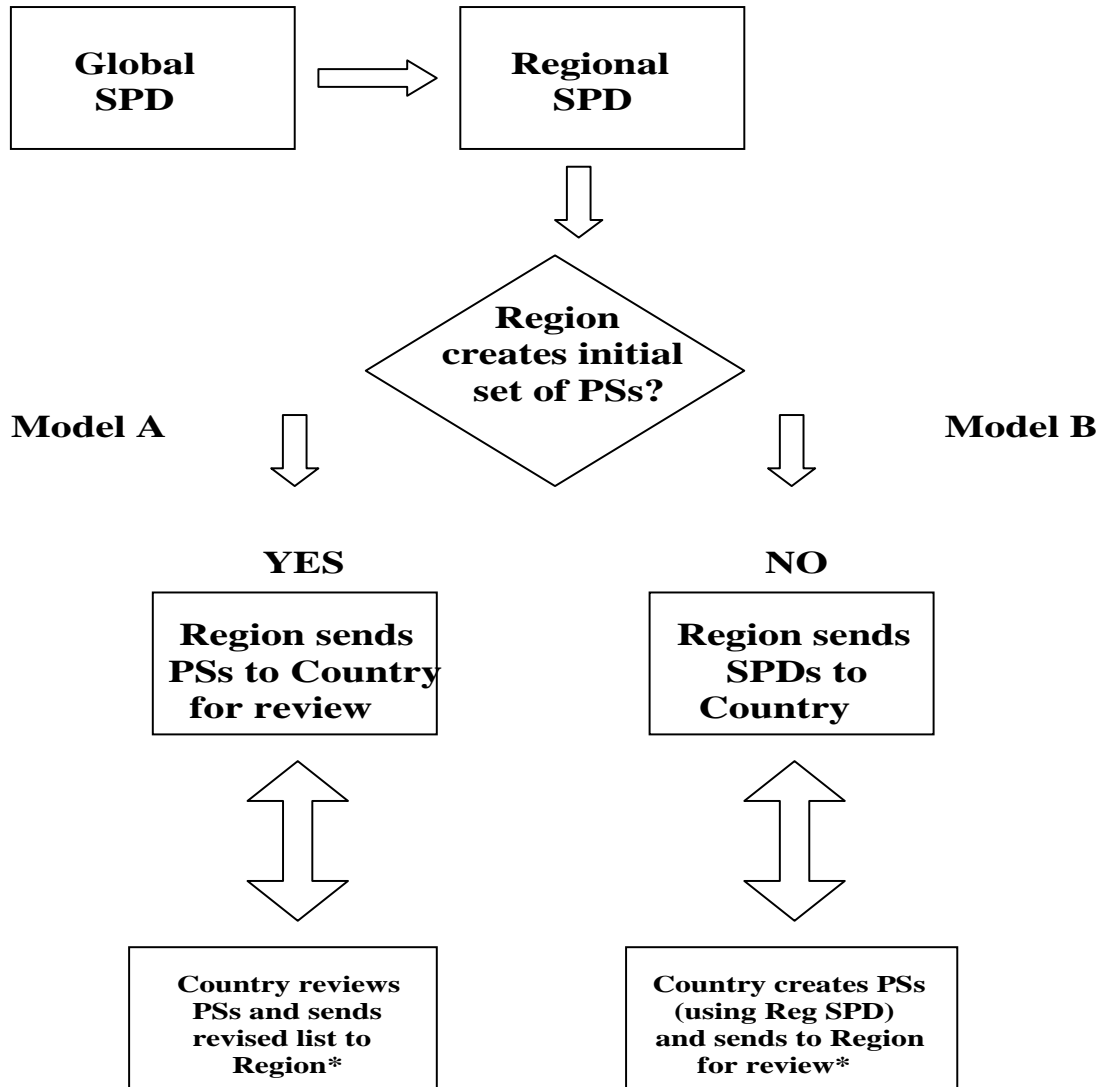 Global
SPD
Regional
SPD
Region
creates initial
set of PSs?
Model A
Model B
YES
NO
Region sends
PSs to Country
for review
Region sends
SPDs to
Country
Country reviews
PSs and sends
revised list to
Region*
Country creates PSs
(using Reg SPD)
and sends to Region
for review*